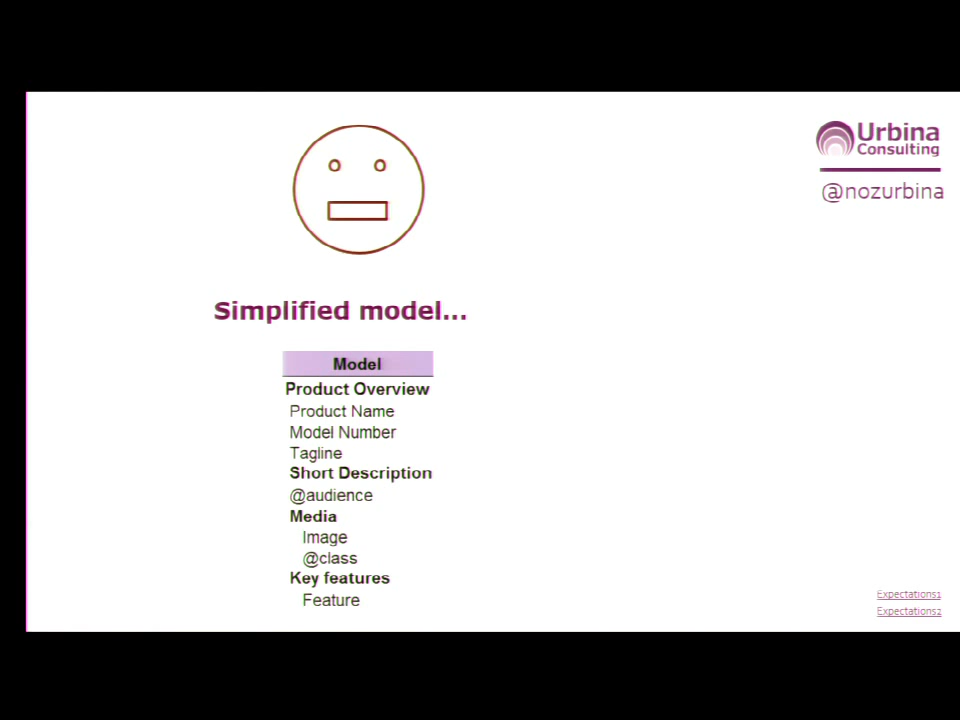 Urbina
Consulting
@nozurbina
Simplified model...
Model
Product Overview
Product Name
Model Number
Tagline
Short Description
@audience
Media
Image
@class
Key features
Feature
Expectations1
Expectations2